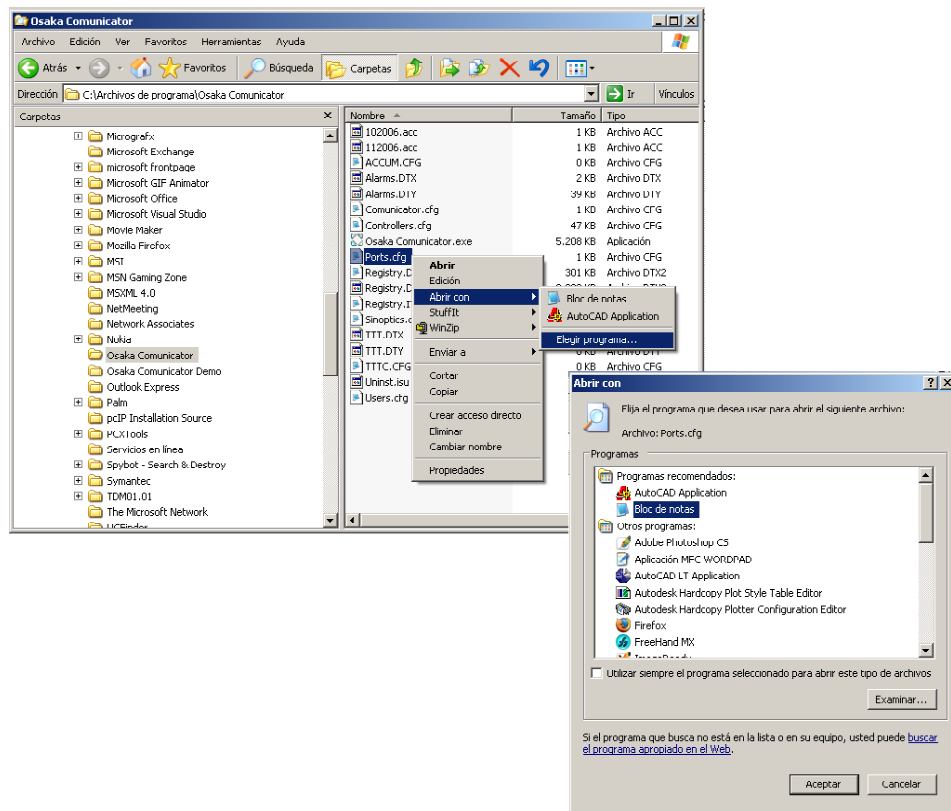 Osaka Comunicator
Archivo Edición Ver Favoritos Herramientas Ayuda
Atrás Favoritos Búsqueda Carpetas
Dirección C:\Archivos de programa\Osaka Comunicator Ir Vínculos
Carpetas
Micrografx
Microsoft Exchange
microsoft frontpage
Microsoft GIF Animator
Microsoft Office
Microsoft Visual Studio
Movie Maker
Mozilla Firefox
MSI
MSN Gaming Zone
MSXML 4.0
NetMeeting
Network Associates
Nokia
Osaka Comunicator
Osaka Comunicator Demo
Outlook Express
Palm
pcIP Installation Source
PCXTools
Servicios en línea
Spybot - Search & Destroy
Symantec
TDM01.01
The Microsoft Network
UCFinder
Nombre Tamaño Tipo
102006.acc 1 KB Archivo ACC
112006.acc 1 KB Archivo ACC
ACCUM.CFG 0 KB Archivo CFG
Alarms.DTX 2 KB Archivo DTX
Alarms.DTY 39 KB Archivo DTY
Comunicator.cfg 1 KB Archivo CFG
Controllers.cfg 47 KB Archivo CFG
Osaka Comunicator.exe 5.208 KB Aplicación
Ports.cfg 1 KB Archivo CFG
Registry.D 301 KB Archivo DTX2
Registry.D
Registry.I
Sinoptics.c
TTT.DTX
TTT.DTY 0 KB Archivo DTY
TTTC.CFG 0 KB Archivo CFG
Uninst.isu
Users.cfg
Abrir
Edición
Abrir con
StuffIt
WinZip
Enviar a
Cortar
Copiar
Crear acceso directo
Eliminar
Cambiar nombre
Propiedades
Bloc de notas
AutoCAD Application
Elegir programa...
Abrir con
Elija el programa que desea usar para abrir el siguiente archivo:
Archivo: Ports.cfg
Programas
Programas recomendados:
AutoCAD Application
Bloc de notas
Otros programas:
Adobe Photoshop CS
Aplicación MFC WORDPAD
AutoCAD LT Application
Autodesk Hardcopy Plot Style Table Editor
Autodesk Hardcopy Plotter Configuration Editor
Firefox
FreeHand MX
ImageReady
Utilizar siempre el programa seleccionado para abrir este tipo de archivos
Examinar...
Si el programa que busca no está en la lista o en su equipo, usted puede buscar
el programa apropiado en el Web.
Aceptar Cancelar